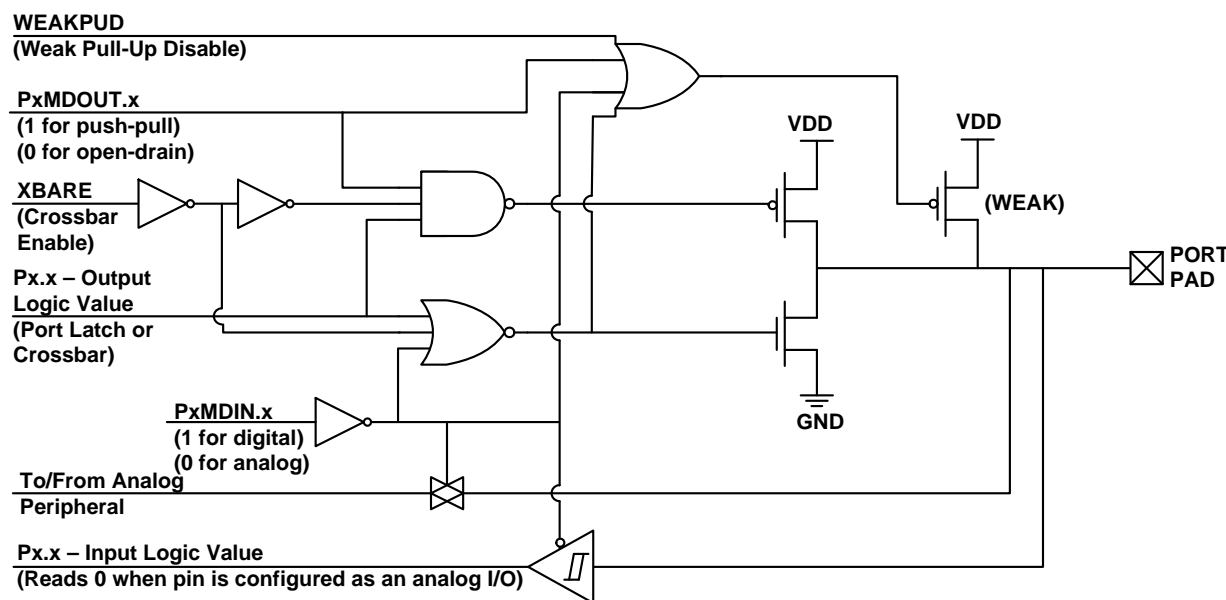 WEAKPUD
(Weak Pull-Up Disable)
PxMDOUT.x
(1 for push-pull)
(0 for open-drain)
XBARE
(Crossbar
Enable)
Px.x – Output
Logic Value
(Port Latch or
Crossbar)
PxMDIN.x
(1 for digital)
(0 for analog)
To/From Analog
Peripheral
Px.x – Input Logic Value
(Reads 0 when pin is configured as an analog I/O)
VDD
VDD
(WEAK)
PORT
PAD
GND